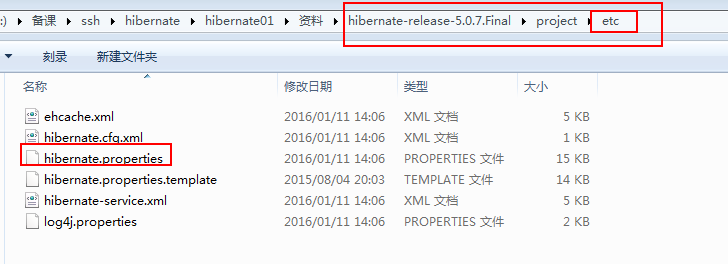 :) 备课 ssh hibernate hibernate01 资料 hibernate-release-5.0.7.Final project etc
刻录 新建文件夹
名称 修改日期 类型 大小
ehcache.xml 2016/01/11 14:06 XML 文档 5 KB
hibernate.cfg.xml 2016/01/11 14:06 XML 文档 1 KB
hibernate.properties 2016/01/11 14:06 PROPERTIES 文件 15 KB
hibernate.properties.template 2015/08/04 20:03 TEMPLATE 文件 14 KB
hibernate-service.xml 2016/01/11 14:06 XML 文档 5 KB
log4j.properties 2016/01/11 14:06 PROPERTIES 文件 2 KB